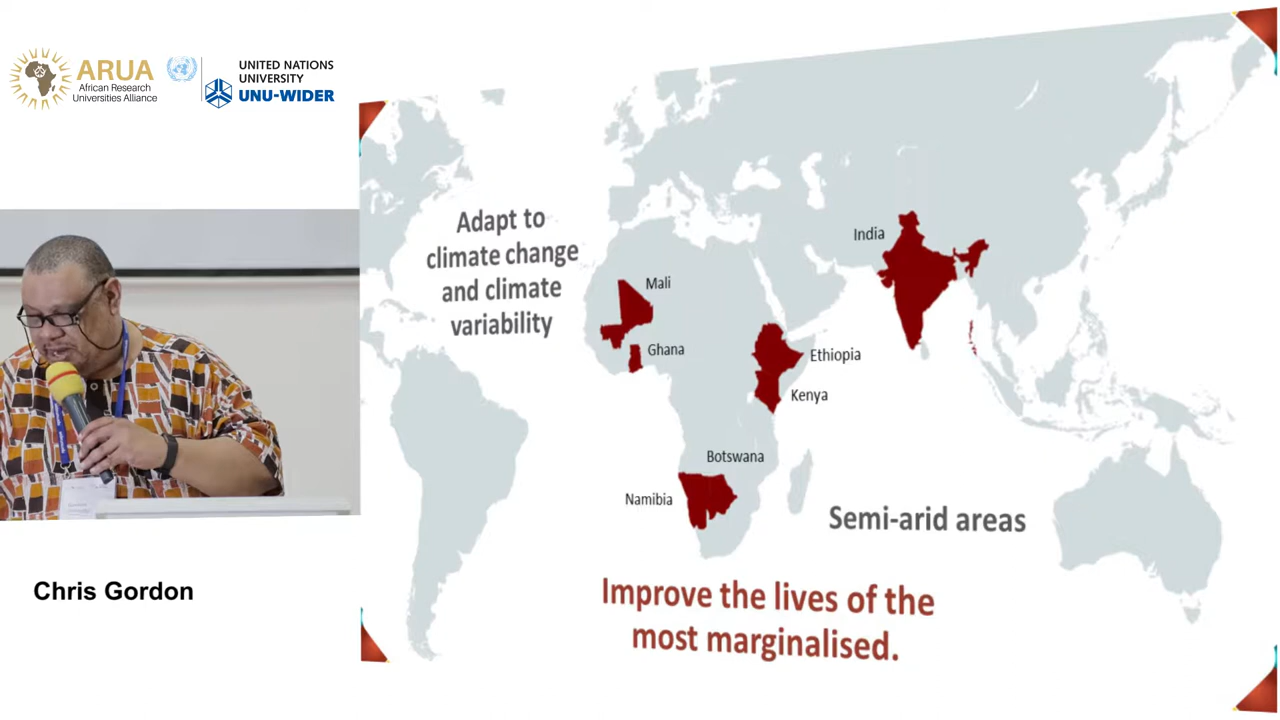 ARUA
African Research
Universities Alliance
UNITED NATIONS
UNIVERSITY
UNU-WIDER
Adapt to
climate change
and climate
variability
India
Mali
Ghana
Ethiopia
Kenya
Botswana
Namibia
Semi-arid areas
Improve the lives of the
most marginalised.
Chris Gordon